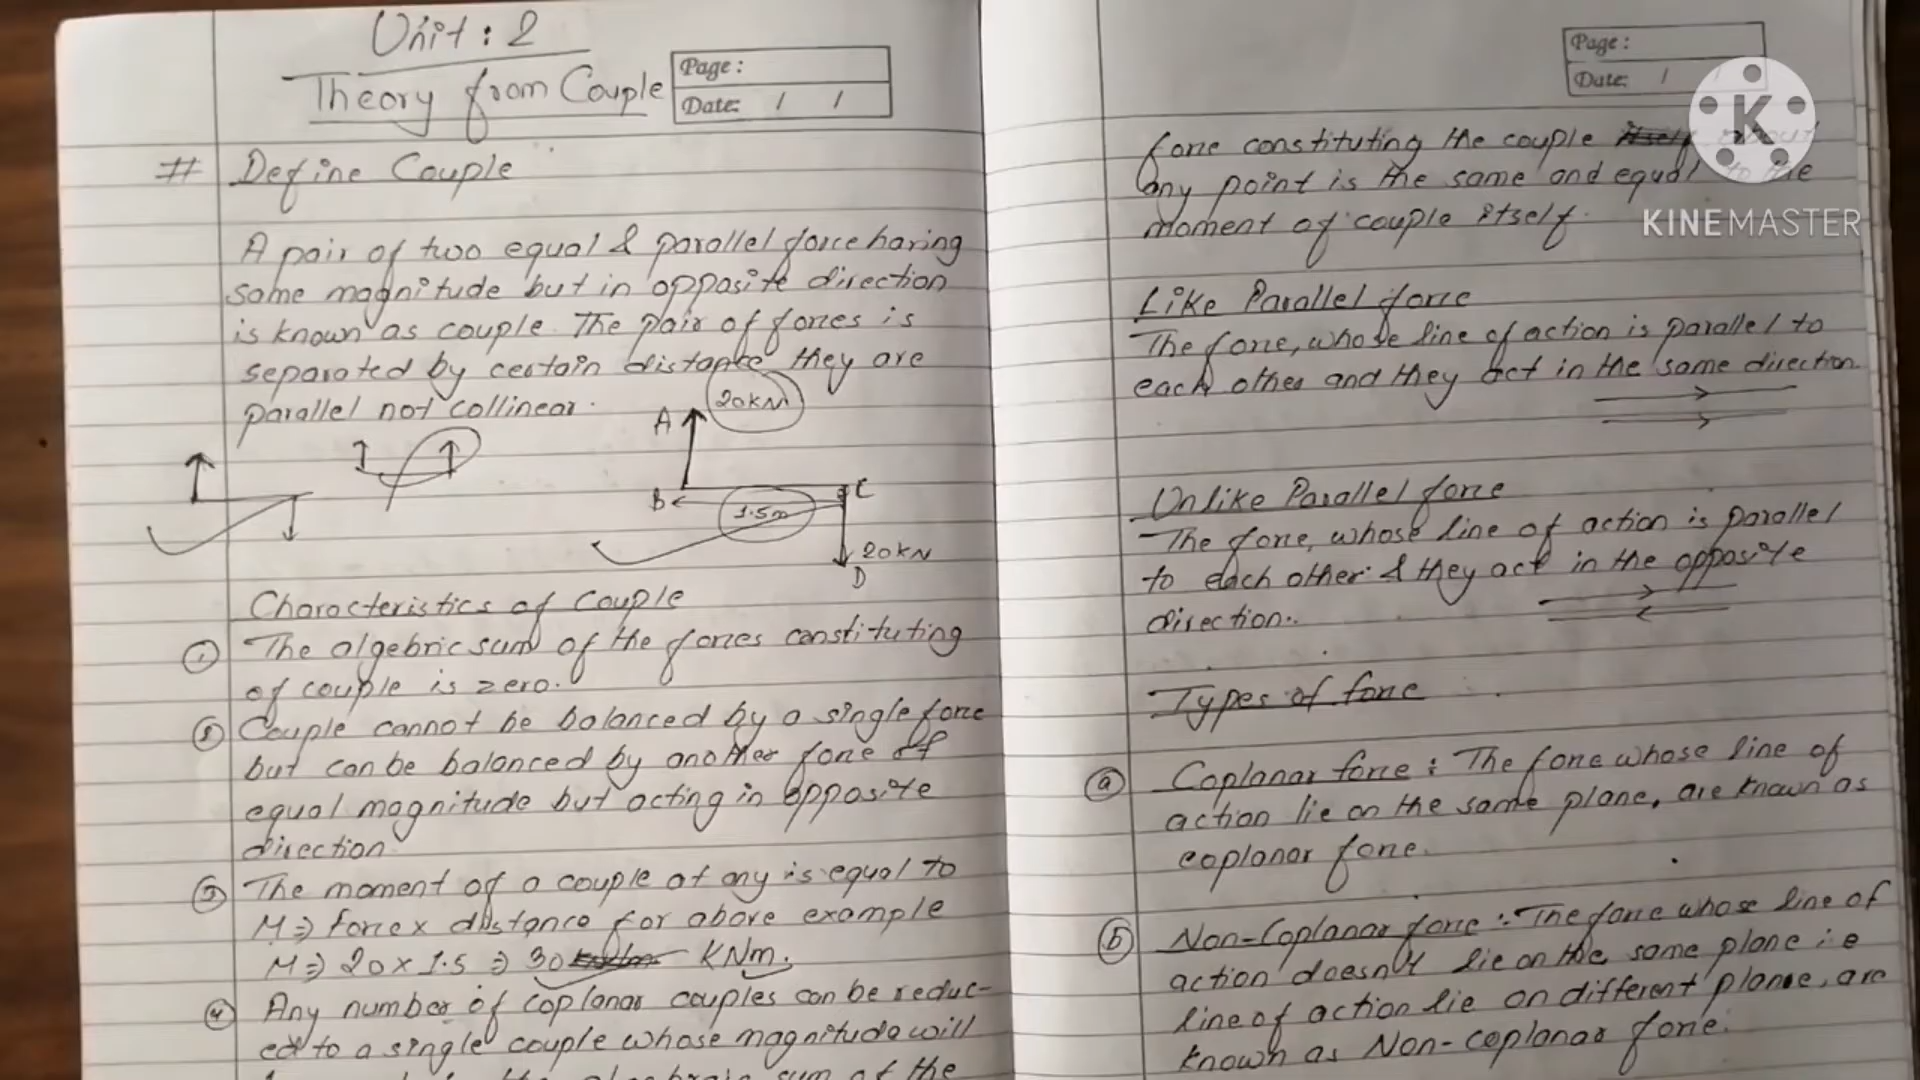 Unit : 2
Theory from Couple
Page :
Date: / /
# Define Couple
A pair of two equal & parallel force having
same magnitude but in opposite direction
is known as couple. The pair of forces is
separated by certain distance they are
parallel not collinear.
A 20KN
B C
1.5m
20KN
D
Characteristics of Couple
① The algebric sum of the forces constituting
of couple is zero.
② Couple cannot be balanced by a single force
but can be balanced by another force of
equal magnitude but acting in opposite
direction
③ The moment of a couple at any is equal to
M ⇒ force x distance for above example
M ⇒ 20 x 1.5 ⇒ 30 KNm.
④ Any number of coplanar couples can be reduc-
ed to a single couple whose magnitude will
sum of the
Page :
Date: /
K
KINEMASTER
force constituting the couple about
any point is the same and equal to the
moment of couple itself.
Like Parallel force
The force, whose line of action is parallel to
each other and they act in the same direction.
Unlike Parallel force
The force, whose line of action is parallel
to each other & they act in the opposite
direction.
Types of force
ⓐ Coplanar force : The force whose line of
action lie on the same plane, are known as
coplanar force.
ⓑ Non-Coplanar force : The force whose line of
action doesn't lie on the same plane i.e
line of action lie on different plane, are
known as Non-coplanar force.